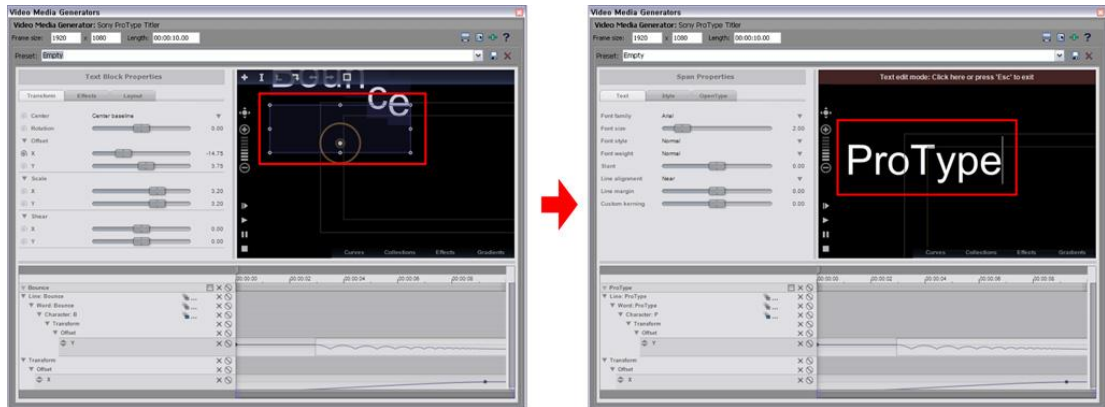 Video Media Generators
Video Media Generator: Sony ProType Titler
Frame size: 1920 x 1080 Length: 00:00:10.00
Preset: Empty
Text Block Properties
Transform Effects Layout
Center Center baseline
Rotation 0.00
Offset
X -14.75
Y 3.75
Scale
X 3.20
Y 3.20
Shear
X 0.00
Y 0.00
Bounce
Curves Collections Effects Gradients
00:00:00 00:00:02 00:00:04 00:00:06 00:00:08
Bounce
Line: Bounce
Word: Bounce
Character: B
Transform
Offset
Y
Transform
Offset
X
Video Media Generators
Video Media Generator: Sony ProType Titler
Frame size: 1920 x 1080 Length: 00:00:10.00
Preset: Empty
Span Properties
Text Style OpenType
Font family Arial
Font size 2.00
Font style Normal
Font weight Normal
Slant 0.00
Line alignment Near
Line margin 0.00
Custom kerning 0.00
Text edit mode: Click here or press 'Esc' to exit
ProType
Curves Collections Effects Gradients
00:00:00 00:00:02 00:00:04 00:00:06 00:00:08
ProType
Line: ProType
Word: ProType
Character: P
Transform
Offset
Y
Transform
Offset
X